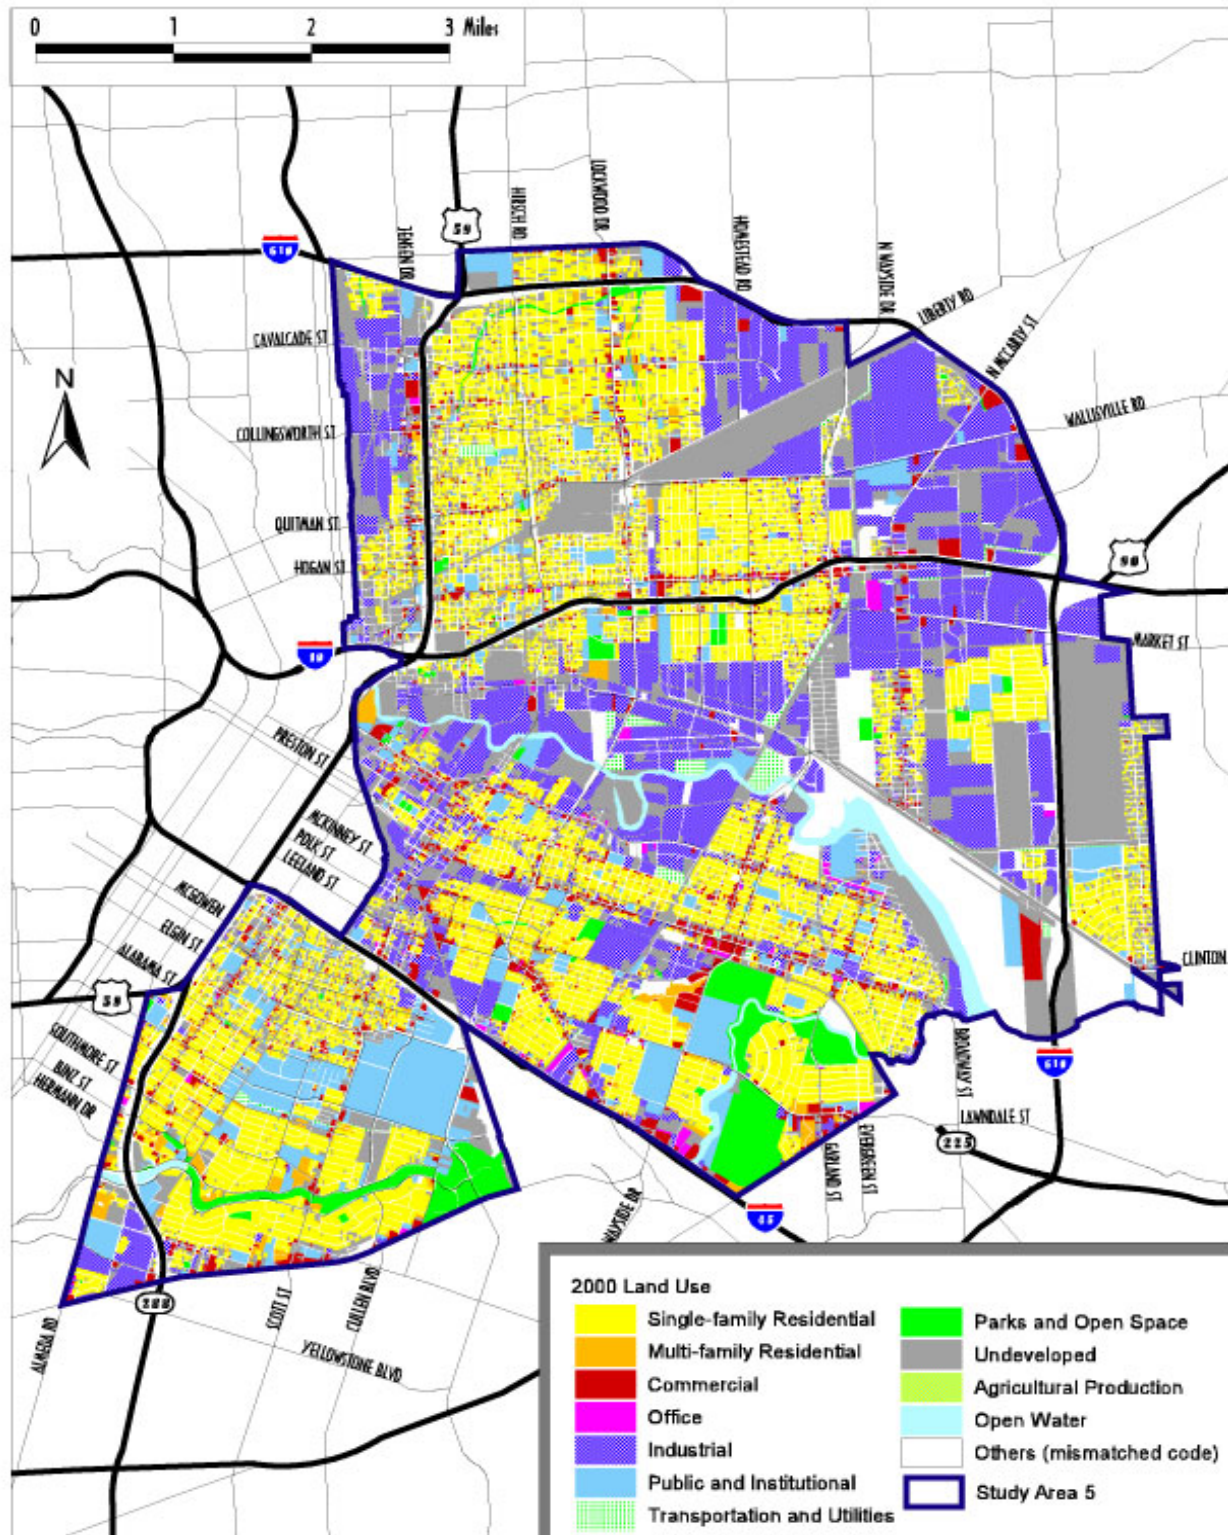 0 1 2 3 Miles
59
610
JENSEN DR
HIRSCH RD
LOCKWOOD DR
HOMESTEAD RD
N WAYSIDE DR
LIBERTY RD
N MCCARTY ST
CAVALCADE ST
WALLISVILLE RD
N
COLLINGSWORTH ST
QUITMAN ST
HOGAN ST
90
10
MARKET ST
PRESTON ST
MCKINNEY ST
POLK ST
LEELAND ST
MCGOWEN
ELGIN ST
ALABAMA ST
59
CLINTON
SOUTHMORE ST
BINZ ST
HERMANN DR
BROADWAY ST
610
LAWNDALE ST
225
EVERGREEN ST
GARLAND ST
WAYSIDE DR
45
288
SCOTT ST
CULLEN BLVD
ALMEDA RD
YELLOWSTONE BLVD
2000 Land Use
Single-family Residential
Multi-family Residential
Commercial
Office
Industrial
Public and Institutional
Transportation and Utilities
Parks and Open Space
Undeveloped
Agricultural Production
Open Water
Others (mismatched code)
Study Area 5